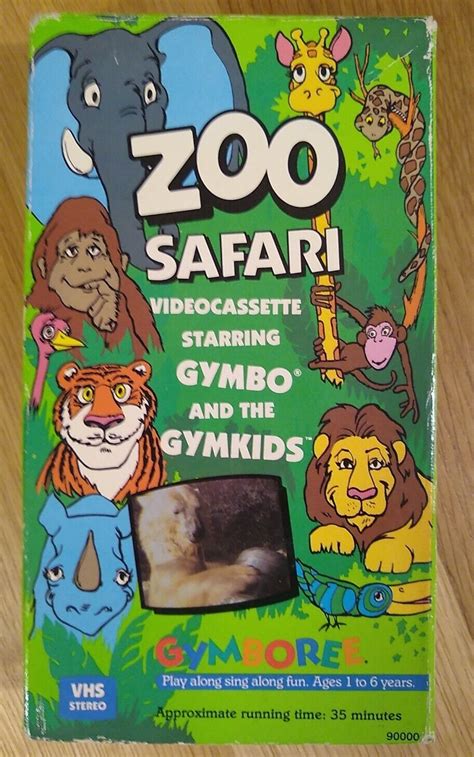 ZOO
SAFARI
VIDEOCASSETTE
STARRING
GYMBO®
AND THE
GYMKIDS™
GYMBOREE®
Play along sing along fun. Ages 1 to 6 years.
VHS
STEREO
Approximate running time: 35 minutes
90000